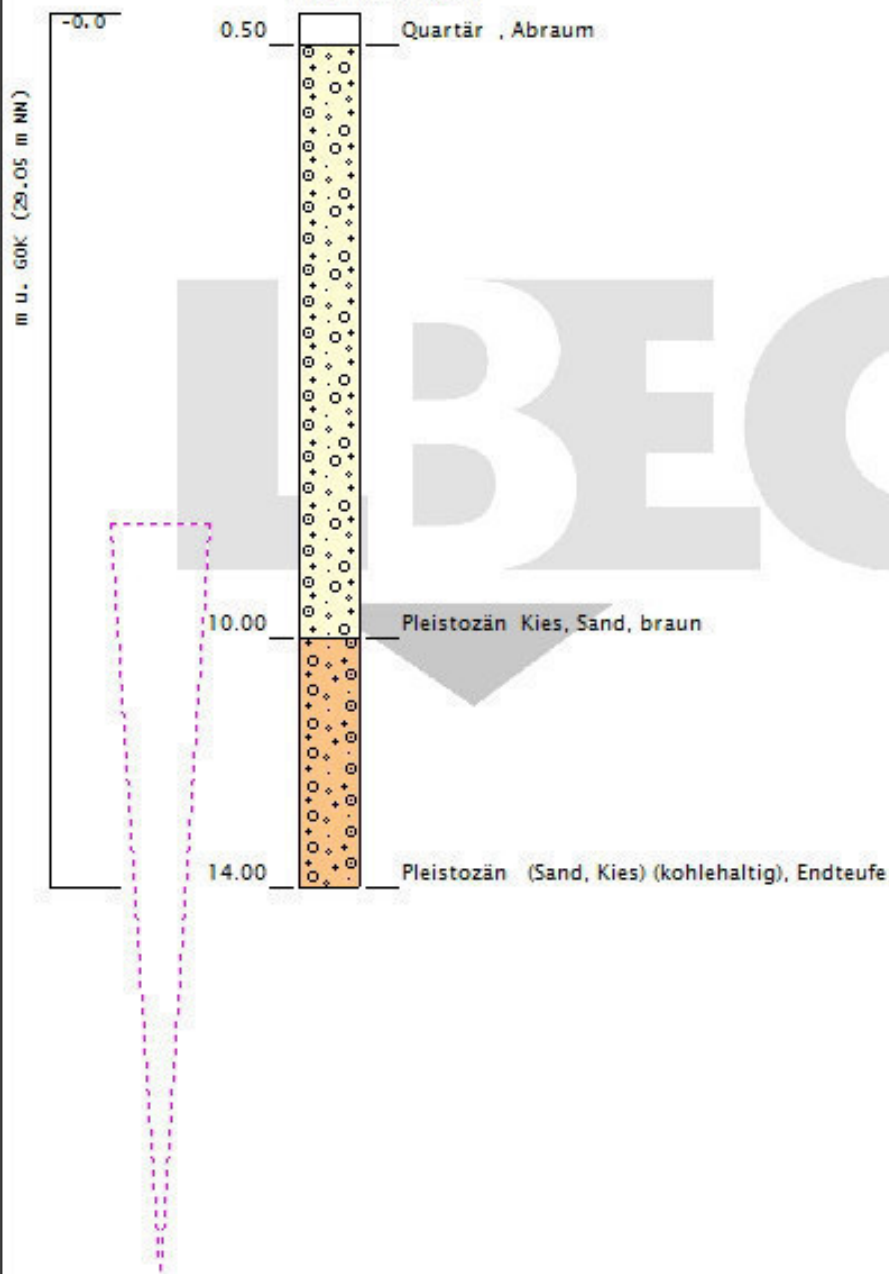 -0.0
0.50 Quartär , Abraum
m u. GOK (29.05 m NN)
LBEG
10.00 Pleistozän Kies, Sand, braun
14.00 Pleistozän (Sand, Kies) (kohlehaltig), Endteufe